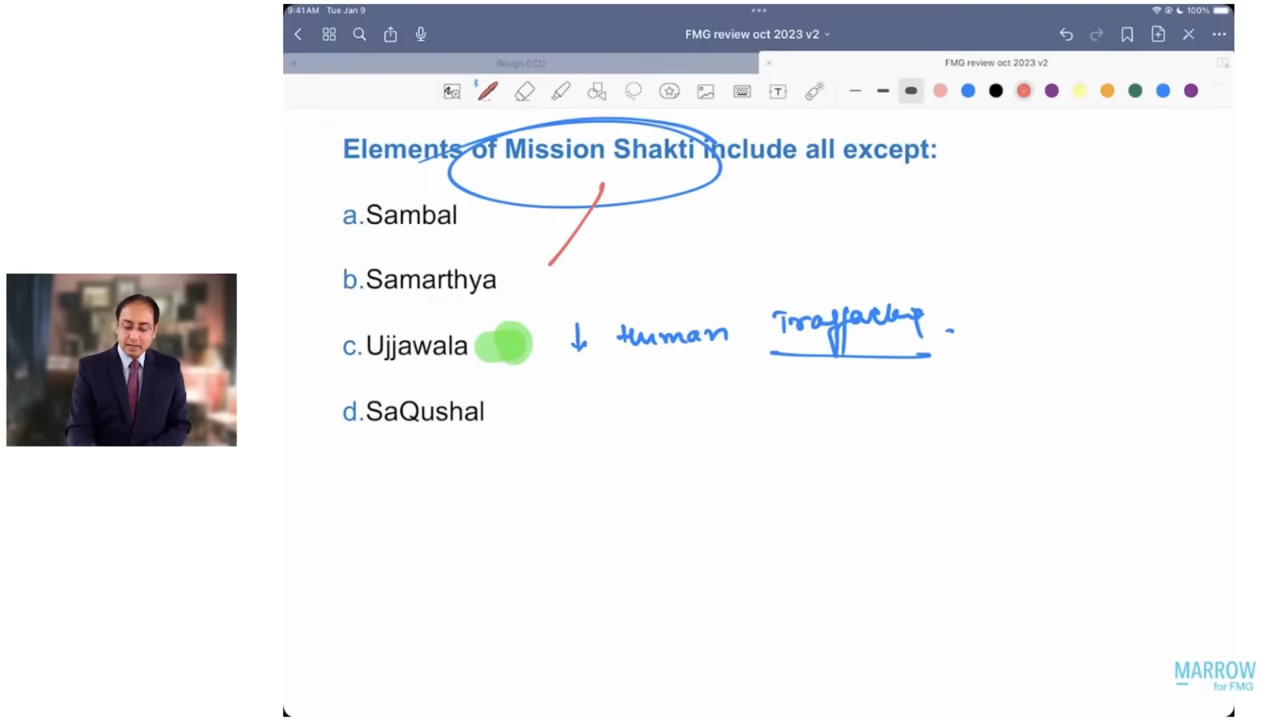 9:41 AM Tue Jan 9
100%
FMG review oct 2023 v2
Rough CCU
FMG review oct 2023 v2
T
Elements of Mission Shakti include all except:
a.Sambal
b.Samarthya
c.Ujjawala ↓ Human
d.SaQushal
MARROW
for FMG